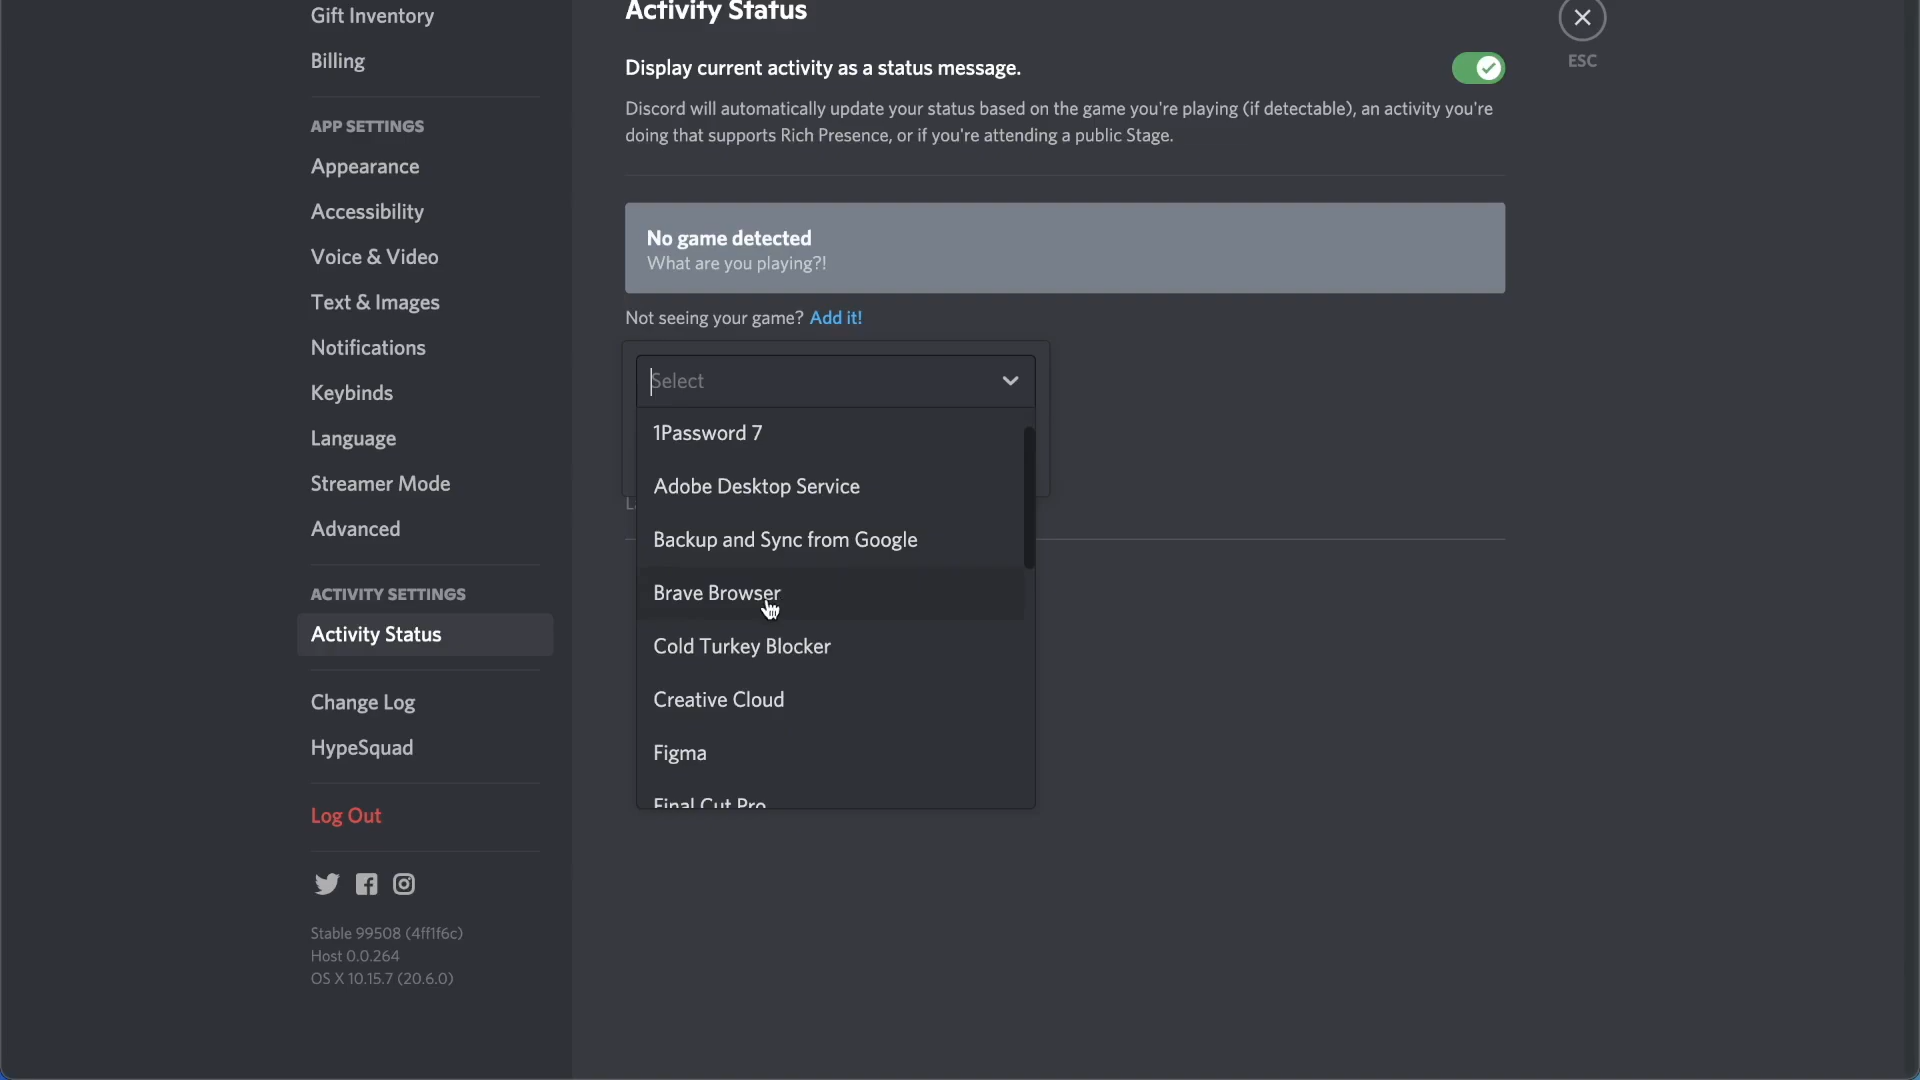 Gift Inventory
Billing
APP SETTINGS
Appearance
Accessibility
Voice & Video
Text & Images
Notifications
Keybinds
Language
Streamer Mode
Advanced
ACTIVITY SETTINGS
Activity Status
Change Log
HypeSquad
Log Out
Stable 99508 (4ff1f6c)
Host 0.0.264
OS X 10.15.7 (20.6.0)
Activity Status
Display current activity as a status message.
Discord will automatically update your status based on the game you're playing (if detectable), an activity you're
doing that supports Rich Presence, or if you're attending a public Stage.
No game detected
What are you playing?!
Not seeing your game? Add it!
Select
1Password 7
Adobe Desktop Service
Backup and Sync from Google
Brave Browser
Cold Turkey Blocker
Creative Cloud
Figma
Final Cut Pro
ESC